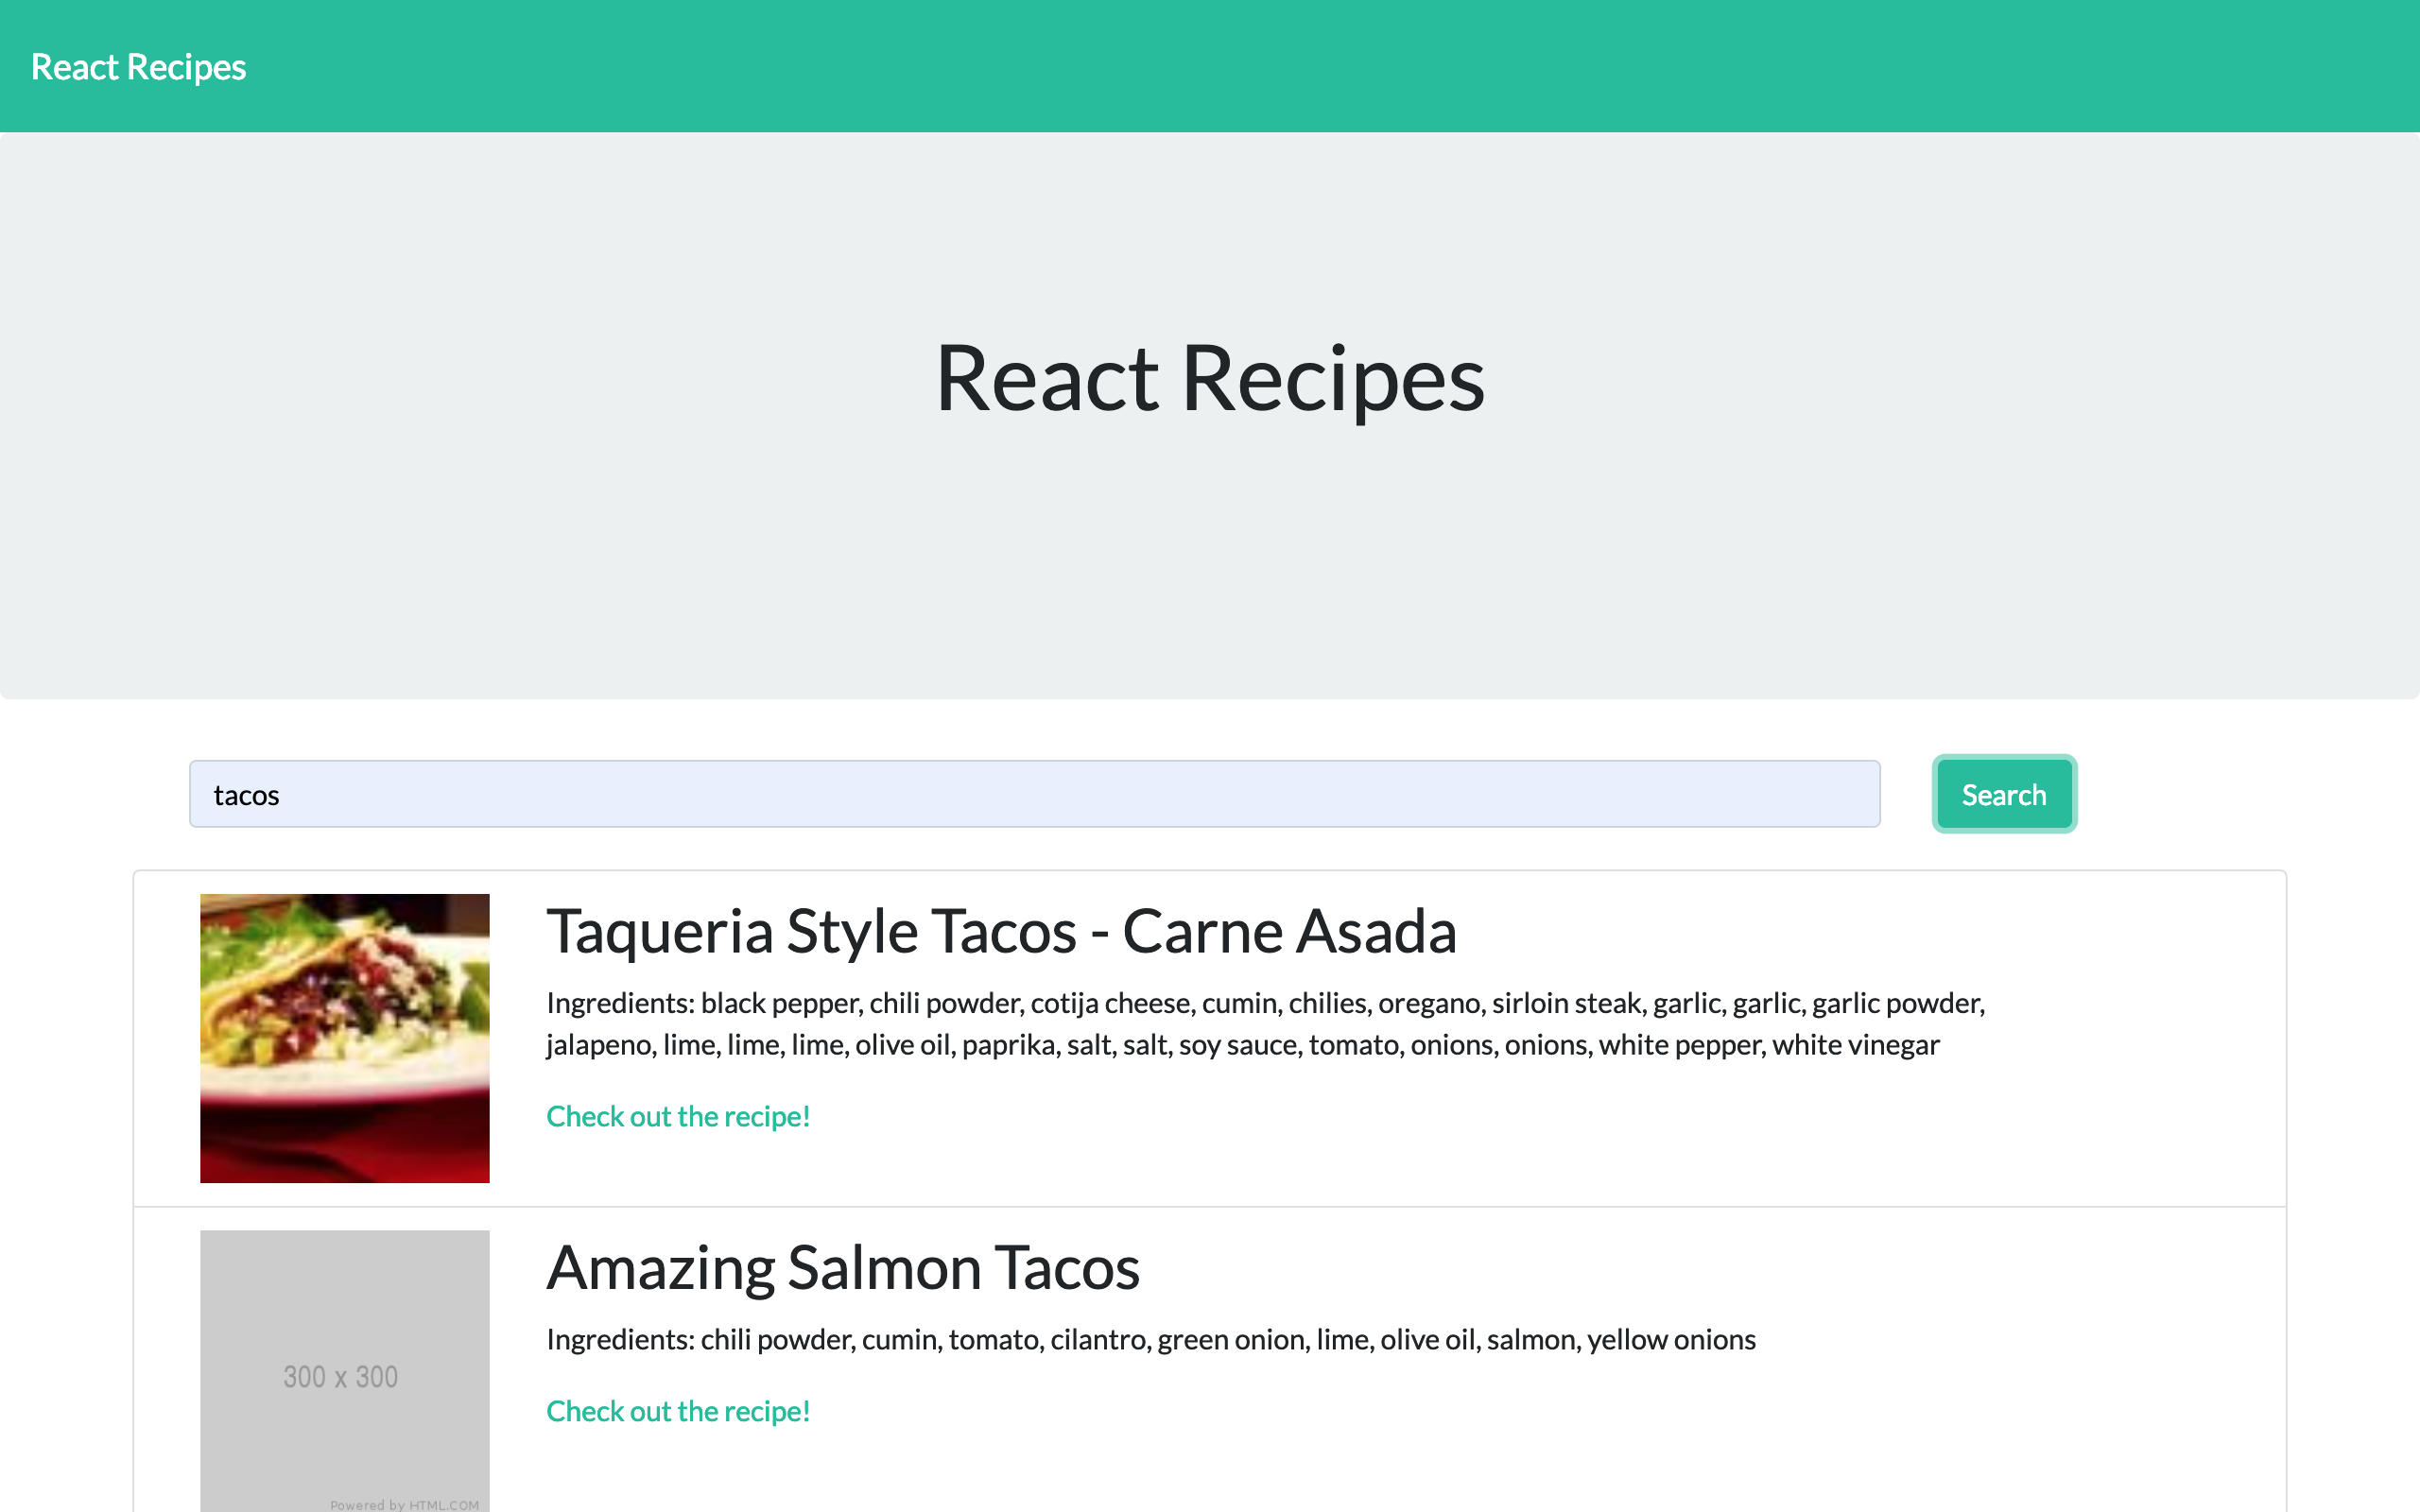 React Recipes
React Recipes
tacos
Search
Taqueria Style Tacos - Carne Asada
Ingredients: black pepper, chili powder, cotija cheese, cumin, chilies, oregano, sirloin steak, garlic, garlic, garlic powder,
jalapeno, lime, lime, lime, olive oil, paprika, salt, salt, soy sauce, tomato, onions, onions, white pepper, white vinegar
Check out the recipe!
Amazing Salmon Tacos
Ingredients: chili powder, cumin, tomato, cilantro, green onion, lime, olive oil, salmon, yellow onions
300 x 300
Check out the recipe!
Powered by HTML.COM